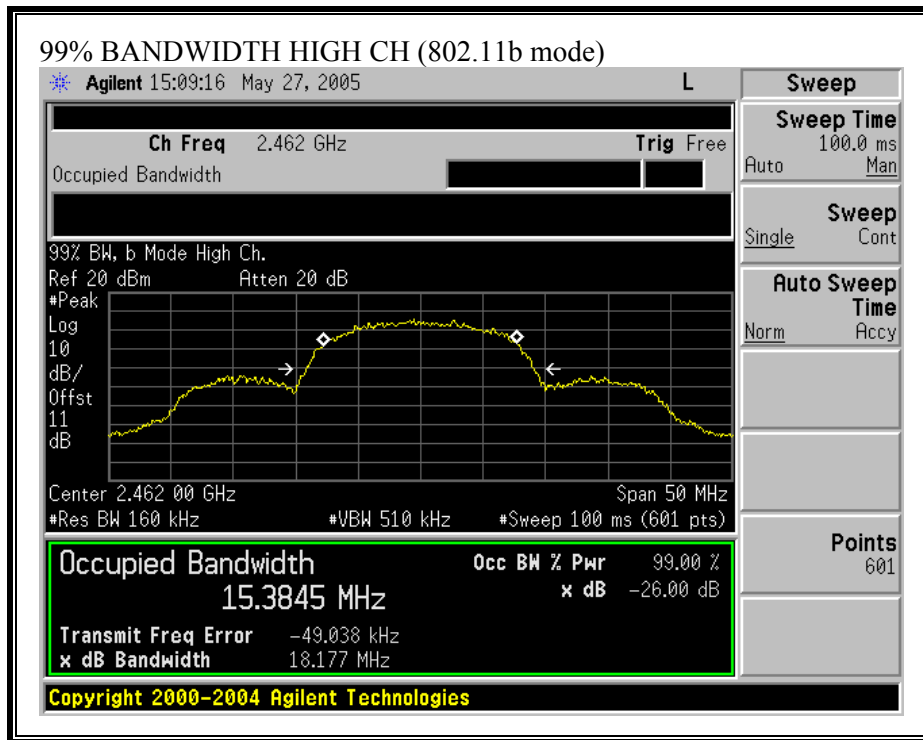 99% BANDWIDTH HIGH CH (802.11b mode)
Agilent 15:09:16 May 27, 2005 L
Ch Freq 2.462 GHz Trig Free
Occupied Bandwidth
99% BW, b Mode High Ch.
Ref 20 dBm Atten 20 dB
#Peak
Log
10
dB/
Offst
11
dB
Center 2.462 00 GHz Span 50 MHz
#Res BW 160 kHz #VBW 510 kHz #Sweep 100 ms (601 pts)
Occupied Bandwidth Occ BW % Pwr 99.00 %
15.3845 MHz x dB -26.00 dB
Transmit Freq Error -49.038 kHz
x dB Bandwidth 18.177 MHz
Copyright 2000-2004 Agilent Technologies
Sweep
Sweep Time
100.0 ms
Auto Man
Sweep
Single Cont
Auto Sweep
Time
Norm Accy
Points
601